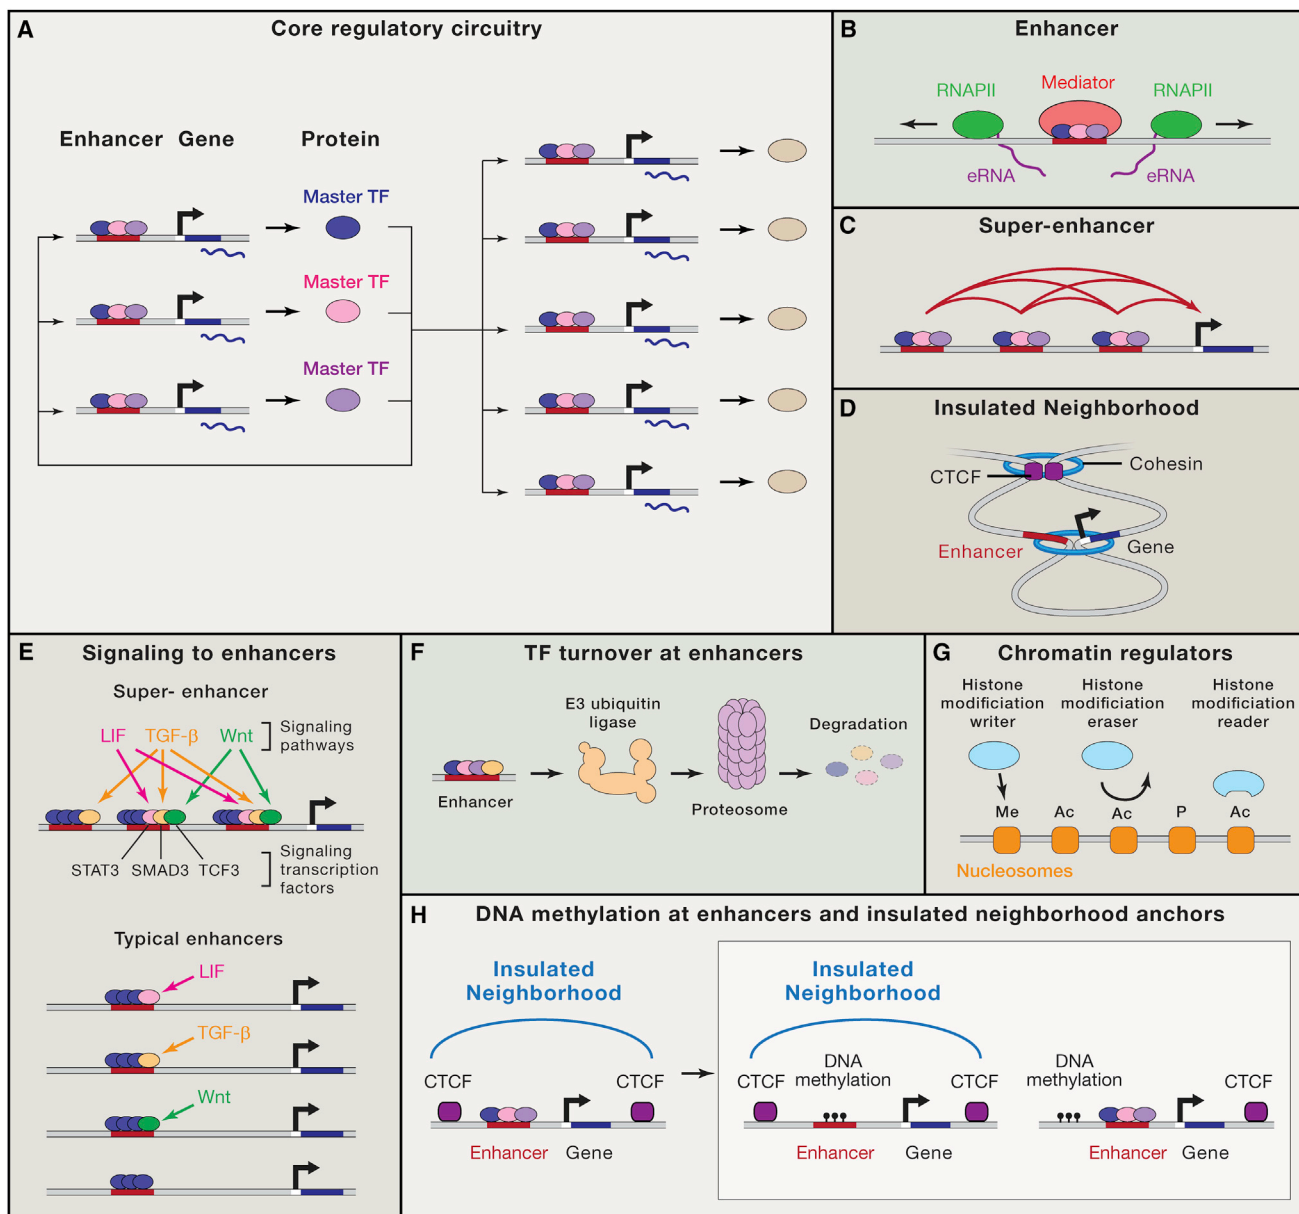 A
Core regulatory circuitry
Enhancer Gene
Protein
Master TF
Master TF
Master TF
B
Enhancer
RNAPII
Mediator
RNAPII
eRNA
eRNA
C
Super-enhancer
D
Insulated Neighborhood
CTCF
Cohesin
Enhancer
Gene
E
Signaling to enhancers
Super- enhancer
LIF
TGF-β
Wnt
Signaling
pathways
STAT3
SMAD3
TCF3
Signaling
transcription
factors
Typical enhancers
LIF
TGF-β
Wnt
F
TF turnover at enhancers
Enhancer
E3 ubiquitin
ligase
Proteosome
Degradation
G
Chromatin regulators
Histone
modificiation
writer
Histone
modificiation
eraser
Histone
modificiation
reader
Me
Ac
Ac
P
Ac
Nucleosomes
H
DNA methylation at enhancers and insulated neighborhood anchors
Insulated
Neighborhood
CTCF
CTCF
Enhancer
Gene
Insulated
Neighborhood
CTCF
DNA
methylation
CTCF
Enhancer
Gene
DNA
methylation
CTCF
Enhancer
Gene